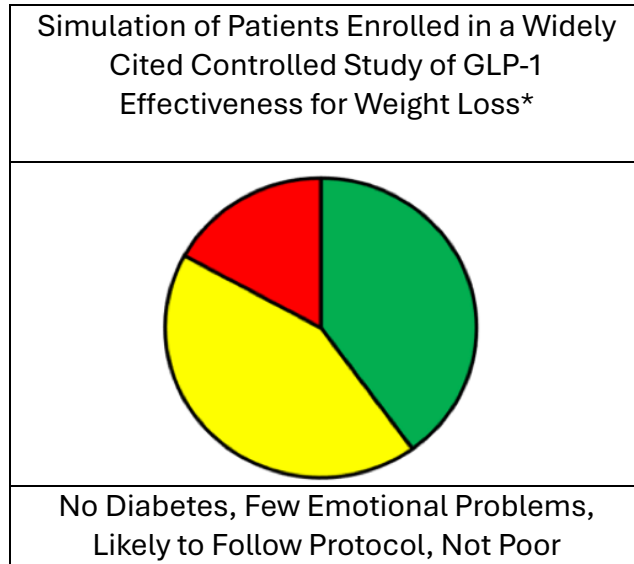 Simulation of Patients Enrolled in a Widely
Cited Controlled Study of GLP-1
Effectiveness for Weight Loss*
No Diabetes, Few Emotional Problems,
Likely to Follow Protocol, Not Poor